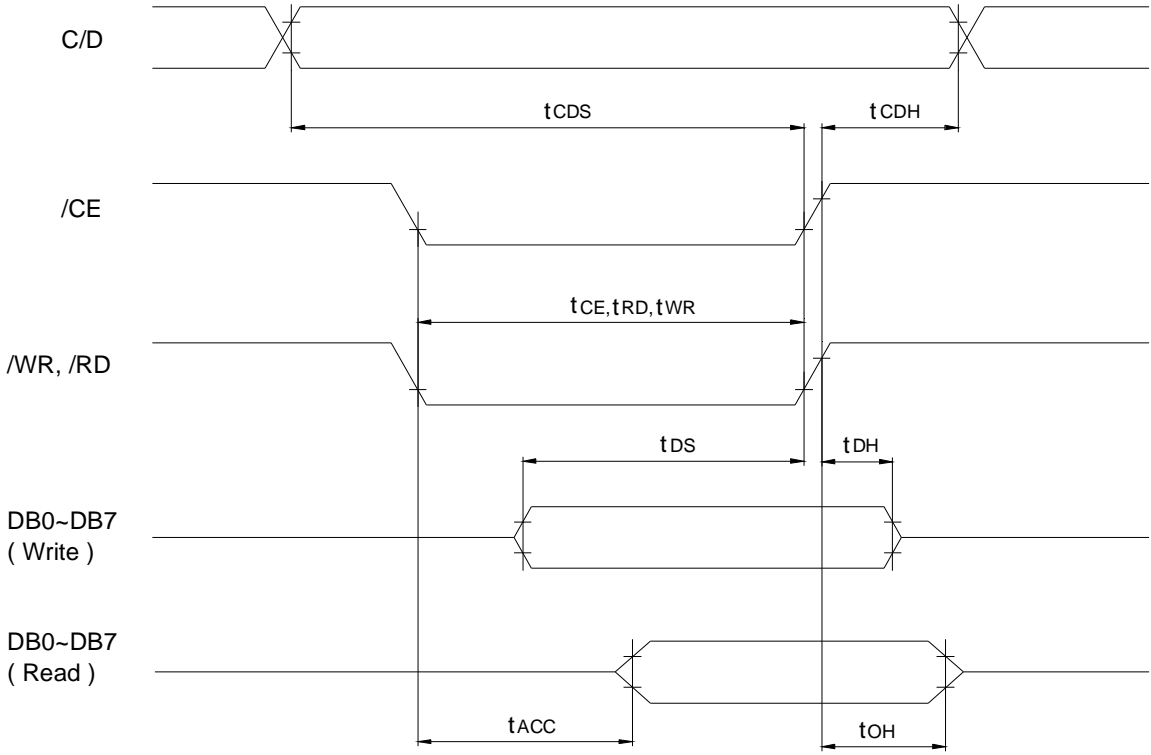 C/D
tCDS
tCDH
/CE
tCE,tRD,tWR
/WR, /RD
tDS
tDH
DB0~DB7
( Write )
DB0~DB7
( Read )
tACC
tOH